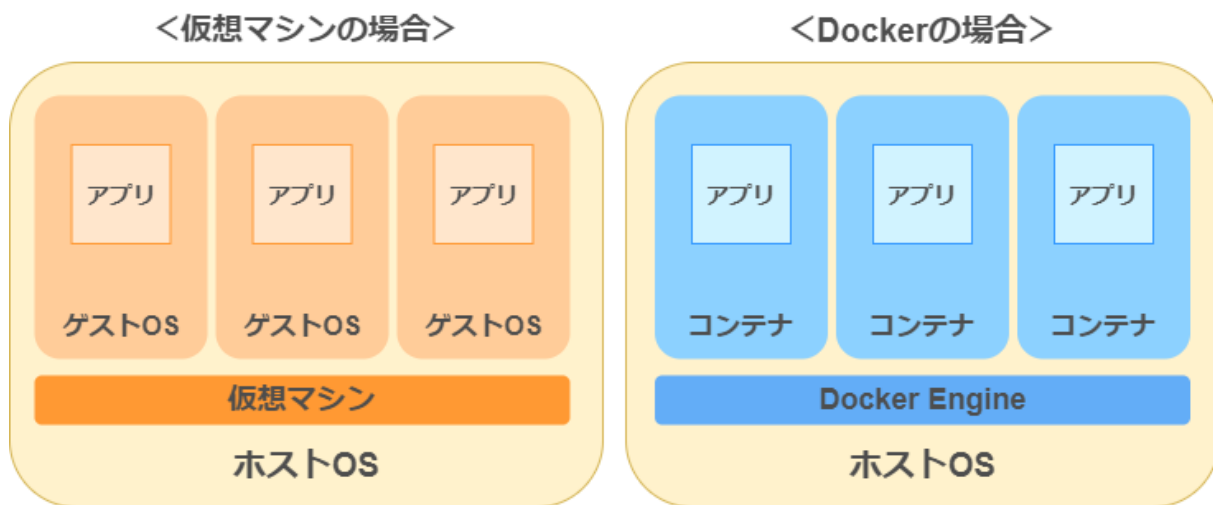 ＜仮想マシンの場合＞
アプリ
アプリ
アプリ
ゲストOS
ゲストOS
ゲストOS
仮想マシン
ホストOS
＜Dockerの場合＞
アプリ
アプリ
アプリ
コンテナ
コンテナ
コンテナ
Docker Engine
ホストOS